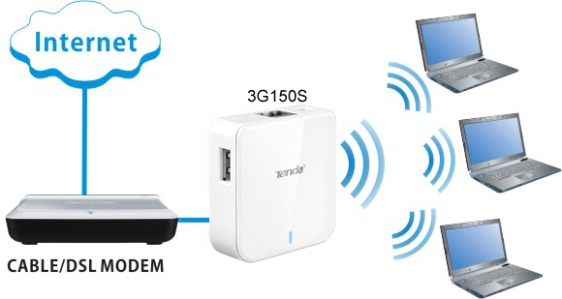 Internet
3G150S
Tenda
CABLE/DSL MODEM